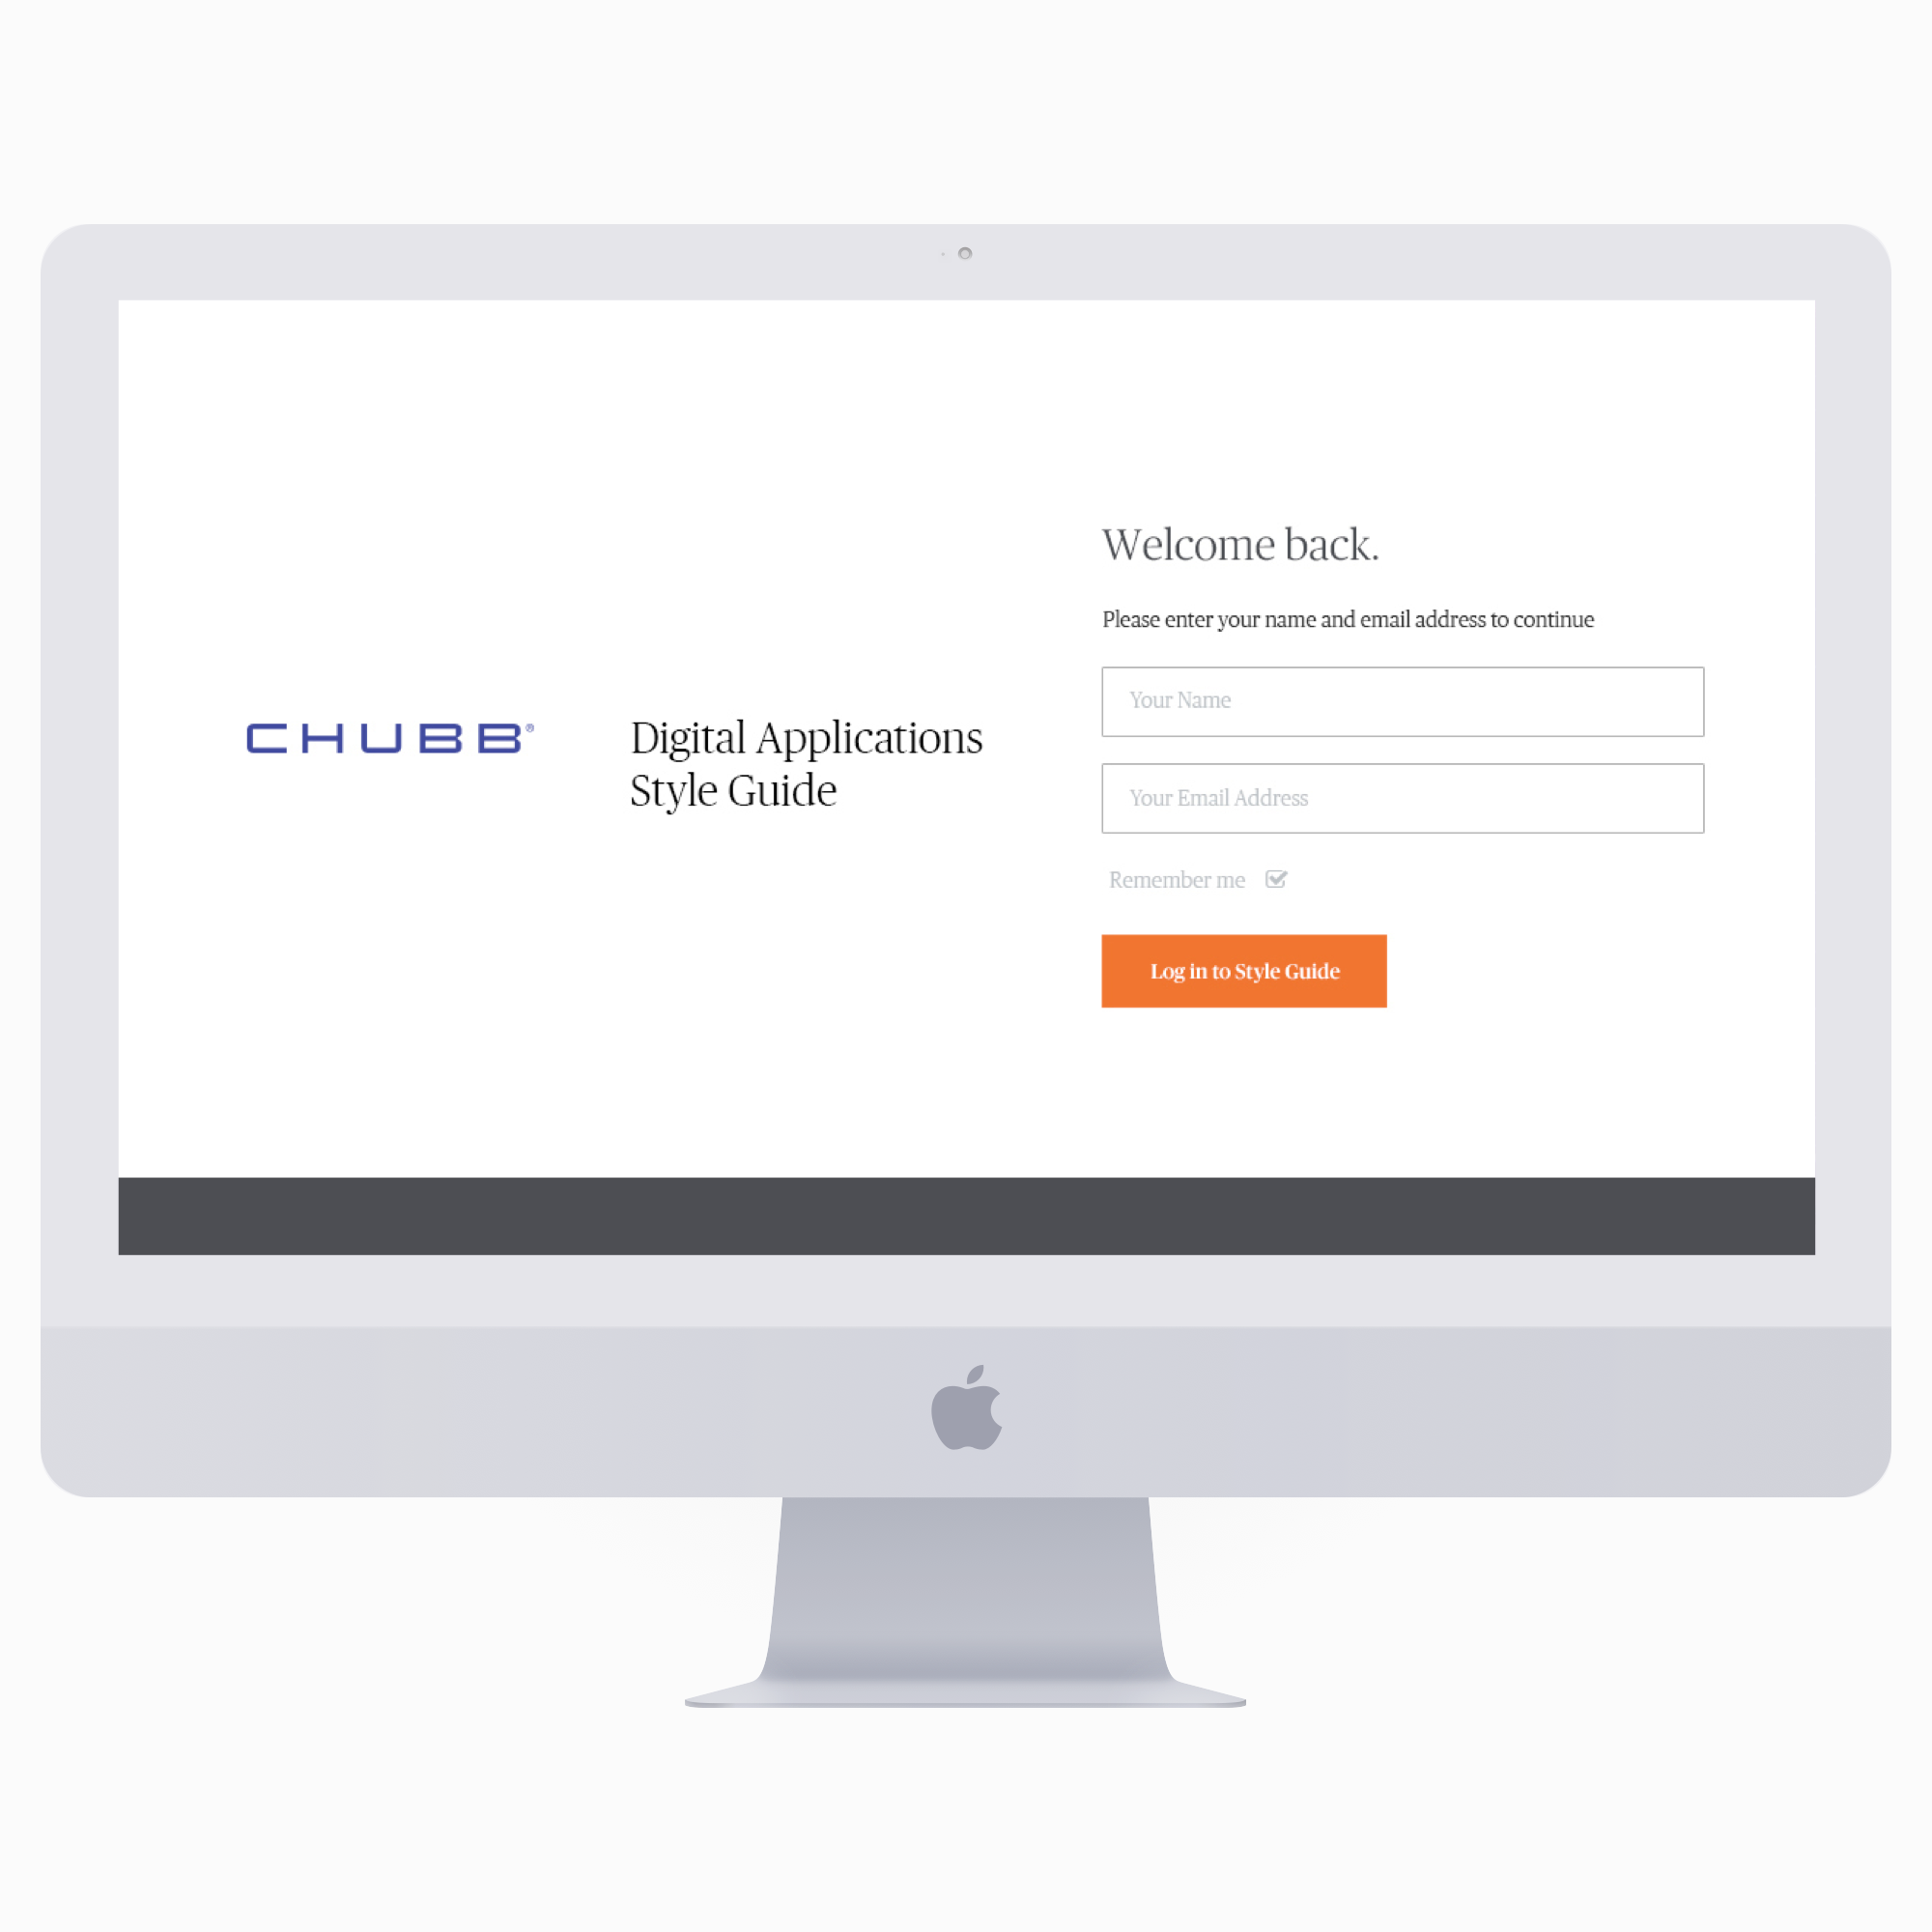 CHUBB®
Digital Applications
Style Guide
Welcome back.
Please enter your name and email address to continue
Your Name
Your Email Address
Remember me
Log in to Style Guide